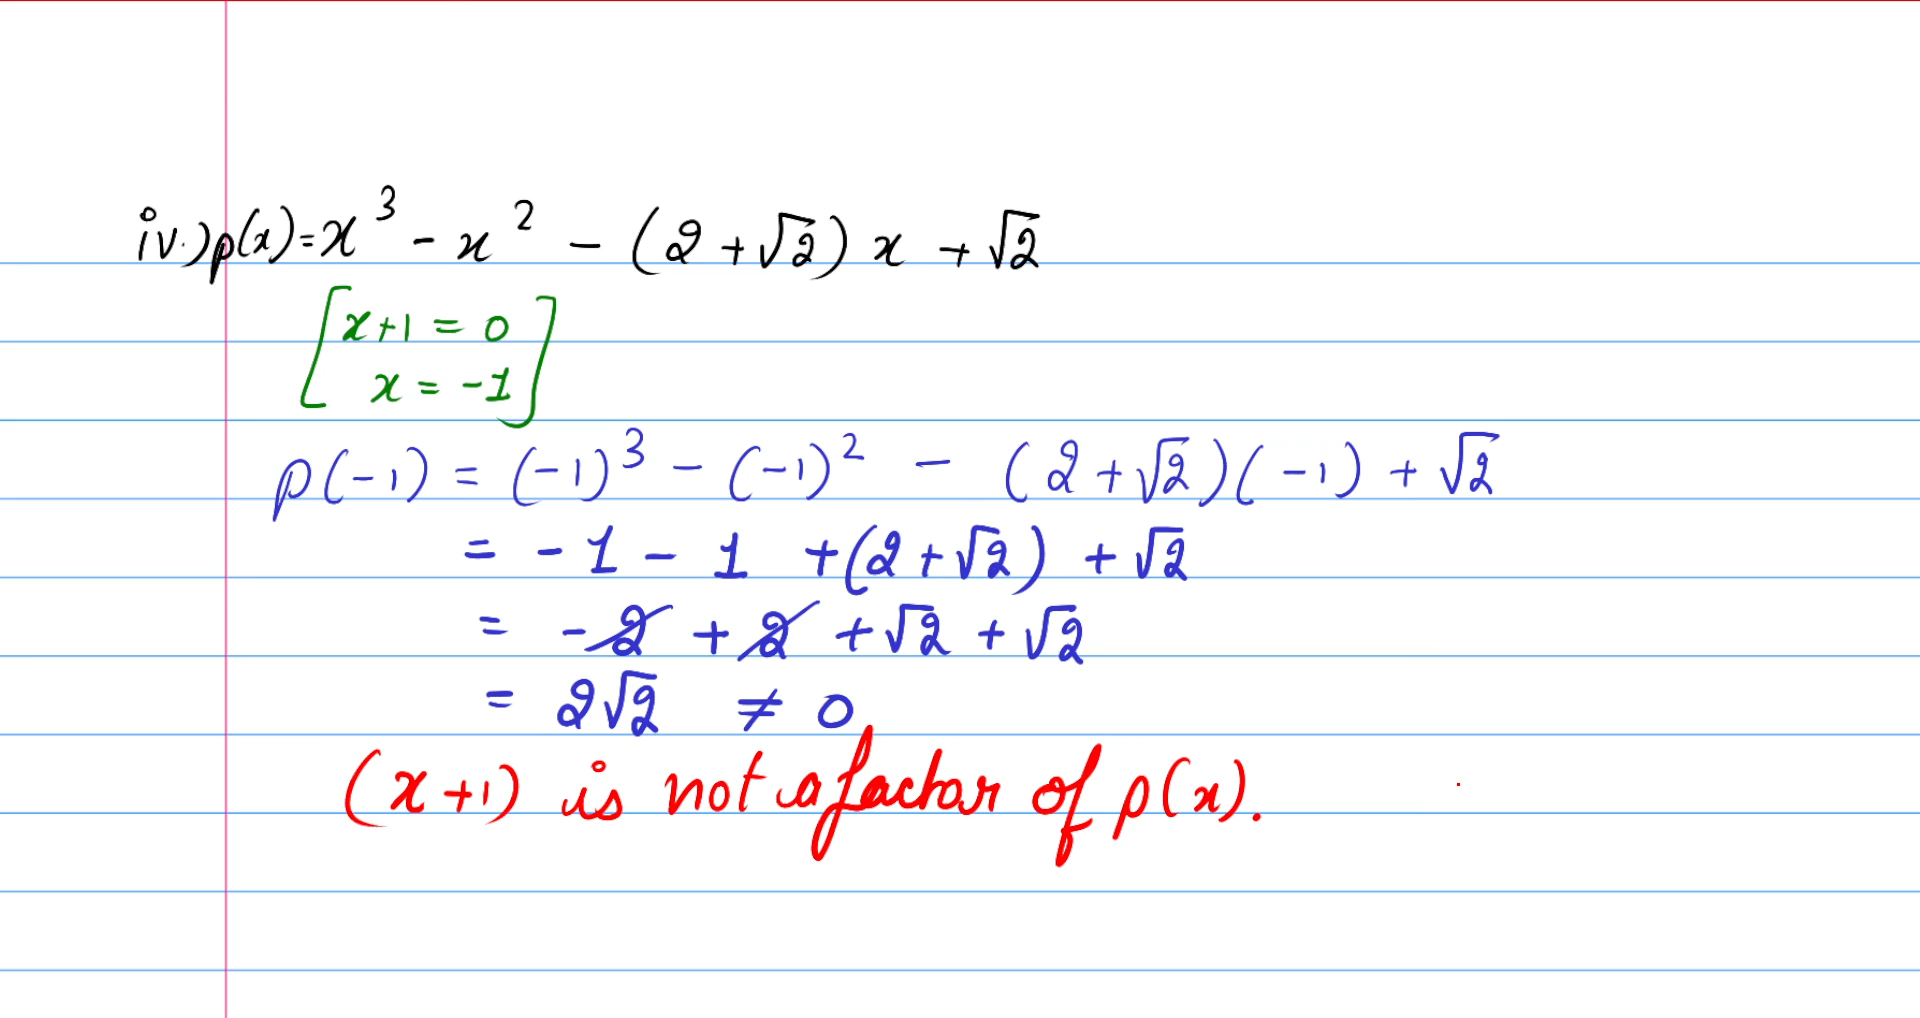 iv.) p(x) = x³ - x² - (2 + √2) x + √2
[x+1 = 0
x = -1]
p(-1) = (-1)³ - (-1)² - (2 + √2)(-1) + √2
= -1 - 1 + (2 + √2) + √2
= -2 + 2 + √2 + √2
= 2√2 ≠ 0
(x+1) is not a factor of p(x).